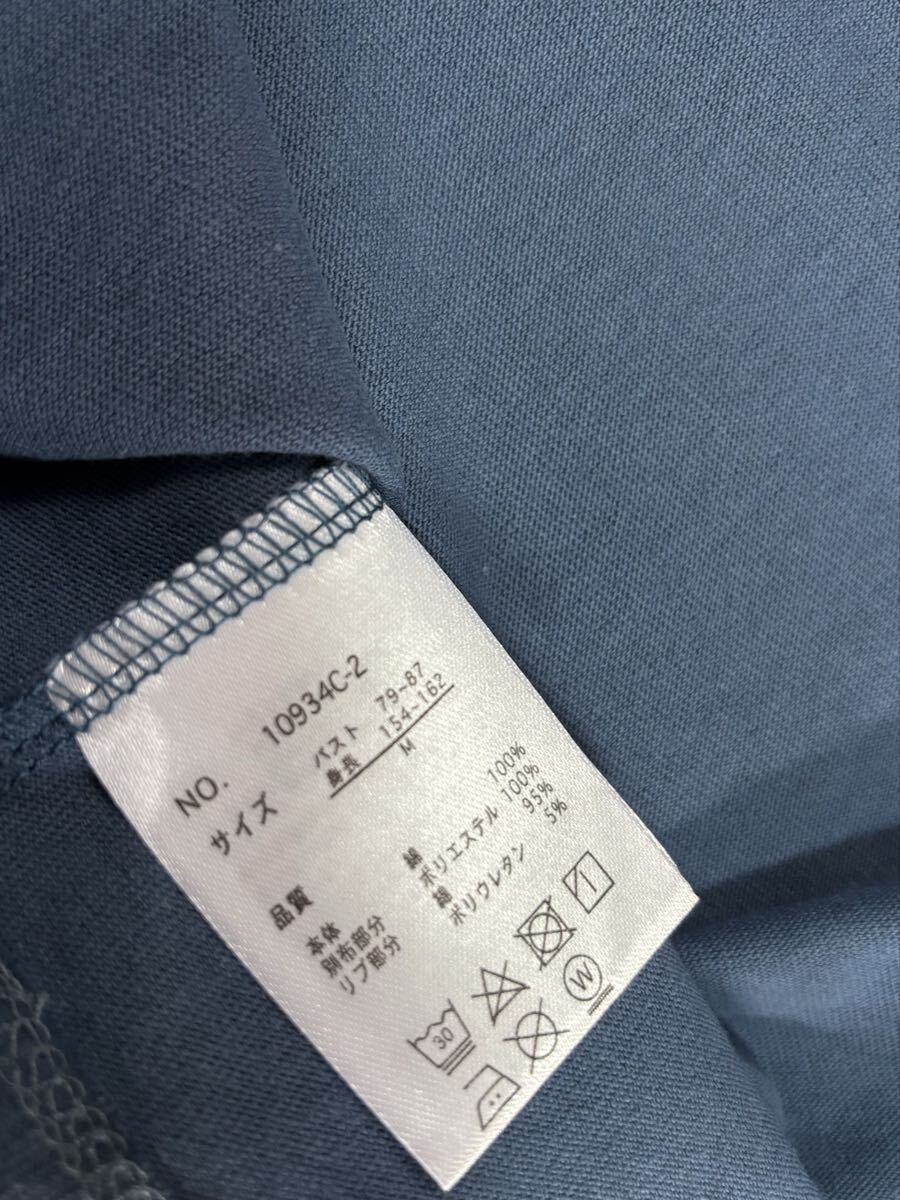 NO. 10934C-2
サイズ バスト 79~87
身長 154~162
M
品質
本体 綿 100%
別布部分 ポリエステル 100%
リブ部分 綿 95%
ポリウレタン 5%
30
W